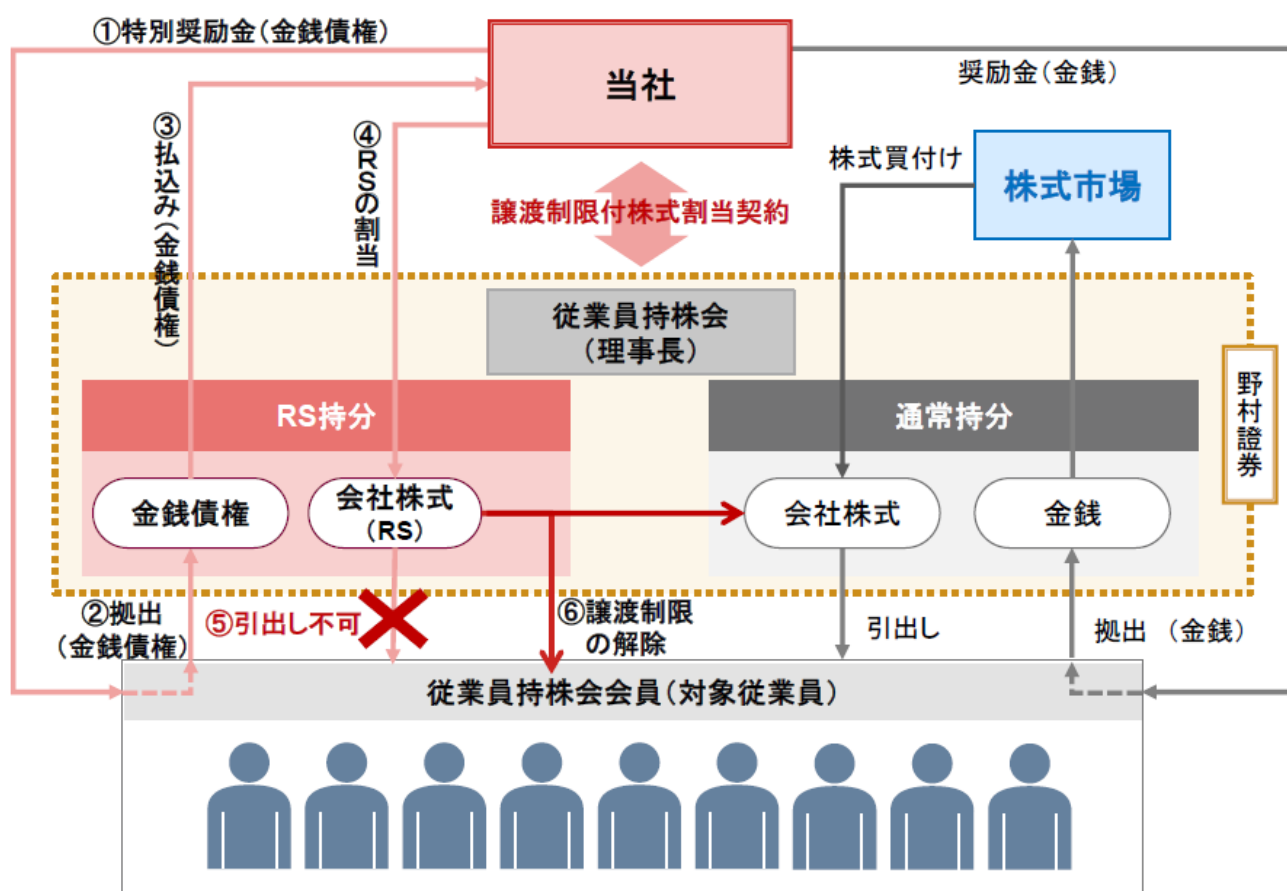 ①特別奨励金(金銭債権)
当社
奨励金(金銭)
③払込み(金銭債権)
④RSの割当
株式買付け
株式市場
譲渡制限付株式割当契約
従業員持株会
(理事長)
野村證券
RS持分
通常持分
金銭債権
会社株式
(RS)
会社株式
金銭
②拠出
(金銭債権)
⑤引出し不可
⑥譲渡制限
の解除
引出し
拠出 (金銭)
従業員持株会会員(対象従業員)